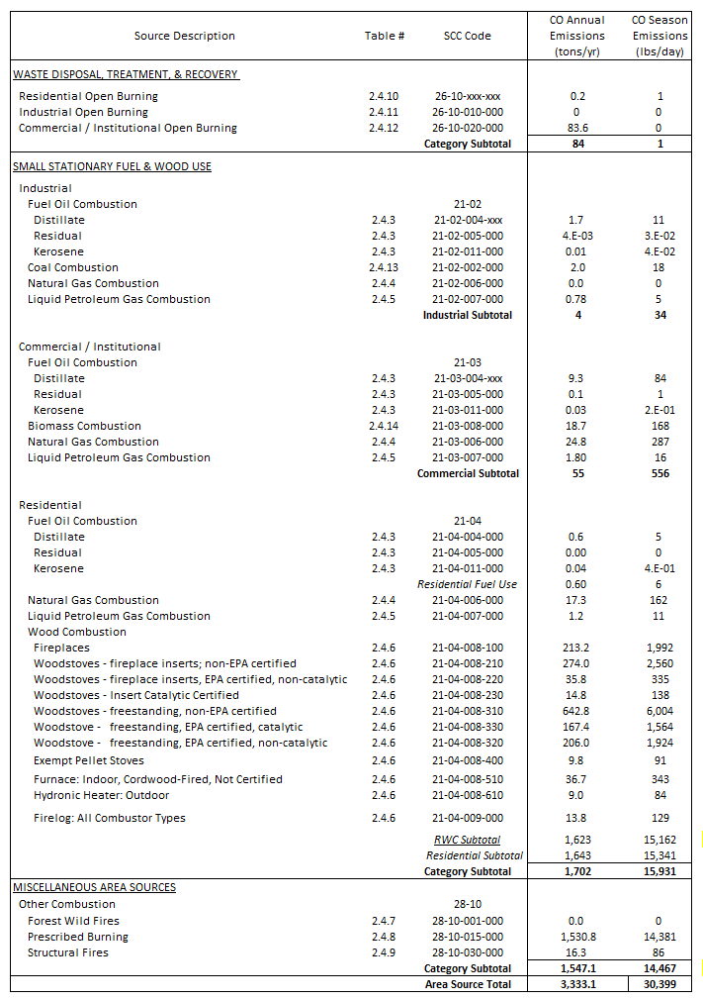 Source Description Table # SCC Code CO Annual Emissions (tons/yr) CO Season Emissions (lbs/day)
WASTE DISPOSAL, TREATMENT, & RECOVERY
Residential Open Burning 2.4.10 26-10-xxx-xxx 0.2 1
Industrial Open Burning 2.4.11 26-10-010-000 0 0
Commercial / Institutional Open Burning 2.4.12 26-10-020-000 83.6 0
Category Subtotal 84 1
SMALL STATIONARY FUEL & WOOD USE
Industrial
Fuel Oil Combustion 21-02
Distillate 2.4.3 21-02-004-xxx 1.7 11
Residual 2.4.3 21-02-005-000 4.E-03 3.E-02
Kerosene 2.4.3 21-02-011-000 0.01 4.E-02
Coal Combustion 2.4.13 21-02-002-000 2.0 18
Natural Gas Combustion 2.4.4 21-02-006-000 0.0 0
Liquid Petroleum Gas Combustion 2.4.5 21-02-007-000 0.78 5
Industrial Subtotal 4 34
Commercial / Institutional
Fuel Oil Combustion 21-03
Distillate 2.4.3 21-03-004-xxx 9.3 84
Residual 2.4.3 21-03-005-000 0.1 1
Kerosene 2.4.3 21-03-011-000 0.03 2.E-01
Biomass Combustion 2.4.14 21-03-008-000 18.7 168
Natural Gas Combustion 2.4.4 21-03-006-000 24.8 287
Liquid Petroleum Gas Combustion 2.4.5 21-03-007-000 1.80 16
Commercial Subtotal 55 556
Residential
Fuel Oil Combustion 21-04
Distillate 2.4.3 21-04-004-000 0.6 5
Residual 2.4.3 21-04-005-000 0.00 0
Kerosene 2.4.3 21-04-011-000 0.04 4.E-01
Residential Fuel Use 0.60 6
Natural Gas Combustion 2.4.4 21-04-006-000 17.3 162
Liquid Petroleum Gas Combustion 2.4.5 21-04-007-000 1.2 11
Wood Combustion
Fireplaces 2.4.6 21-04-008-100 213.2 1,992
Woodstoves - fireplace inserts; non-EPA certified 2.4.6 21-04-008-210 274.0 2,560
Woodstoves - fireplace inserts, EPA certified, non-catalytic 2.4.6 21-04-008-220 35.8 335
Woodstoves - Insert Catalytic Certified 2.4.6 21-04-008-230 14.8 138
Woodstoves - freestanding, non-EPA certified 2.4.6 21-04-008-310 642.8 6,004
Woodstove - freestanding, EPA certified, catalytic 2.4.6 21-04-008-330 167.4 1,564
Woodstove - freestanding, EPA certified, non-catalytic 2.4.6 21-04-008-320 206.0 1,924
Exempt Pellet Stoves 2.4.6 21-04-008-400 9.8 91
Furnace: Indoor, Cordwood-Fired, Not Certified 2.4.6 21-04-008-510 36.7 343
Hydronic Heater: Outdoor 2.4.6 21-04-008-610 9.0 84
Firelog: All Combustor Types 2.4.6 21-04-009-000 13.8 129
RWC Subtotal 1,623 15,162
Residential Subtotal 1,643 15,341
Category Subtotal 1,702 15,931
MISCELLANEOUS AREA SOURCES
Other Combustion 28-10
Forest Wild Fires 2.4.7 28-10-001-000 0.0 0
Prescribed Burning 2.4.8 28-10-015-000 1,530.8 14,381
Structural Fires 2.4.9 28-10-030-000 16.3 86
Category Subtotal 1,547.1 14,467
Area Source Total 3,333.1 30,399